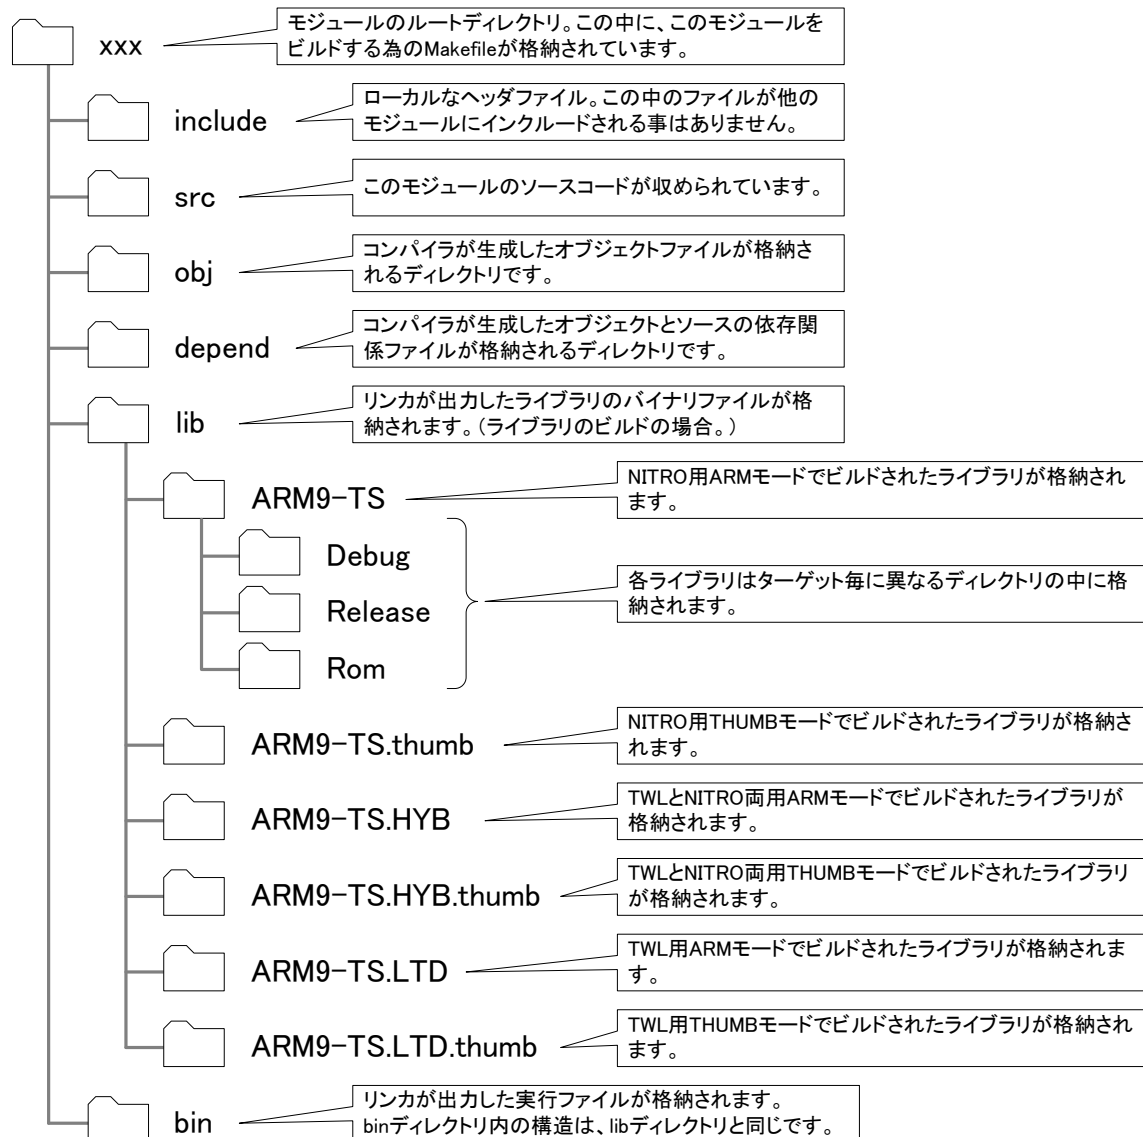 xxx
モジュールのルートディレクトリ。この中に、このモジュールを
ビルドする為のMakefileが格納されています。
include
ローカルなヘッダファイル。この中のファイルが他の
モジュールにインクルードされる事はありません。
src
このモジュールのソースコードが収められています。
obj
コンパイラが生成したオブジェクトファイルが格納さ
れるディレクトリです。
depend
コンパイラが生成したオブジェクトとソースの依存関
係ファイルが格納されるディレクトリです。
lib
リンカが出力したライブラリのバイナリファイルが格
納されます。(ライブラリのビルドの場合。)
ARM9-TS
NITRO用ARMモードでビルドされたライブラリが格納され
ます。
Debug
Release
Rom
各ライブラリはターゲット毎に異なるディレクトリの中に格
納されます。
ARM9-TS.thumb
NITRO用THUMBモードでビルドされたライブラリが格納さ
れます。
ARM9-TS.HYB
TWLとNITRO両用ARMモードでビルドされたライブラリが
格納されます。
ARM9-TS.HYB.thumb
TWLとNITRO両用THUMBモードでビルドされたライブラリ
が格納されます。
ARM9-TS.LTD
TWL用ARMモードでビルドされたライブラリが格納されま
す。
ARM9-TS.LTD.thumb
TWL用THUMBモードでビルドされたライブラリが格納され
ます。
bin
リンカが出力した実行ファイルが格納されます。
binディレクトリ内の構造は、libディレクトリと同じです。